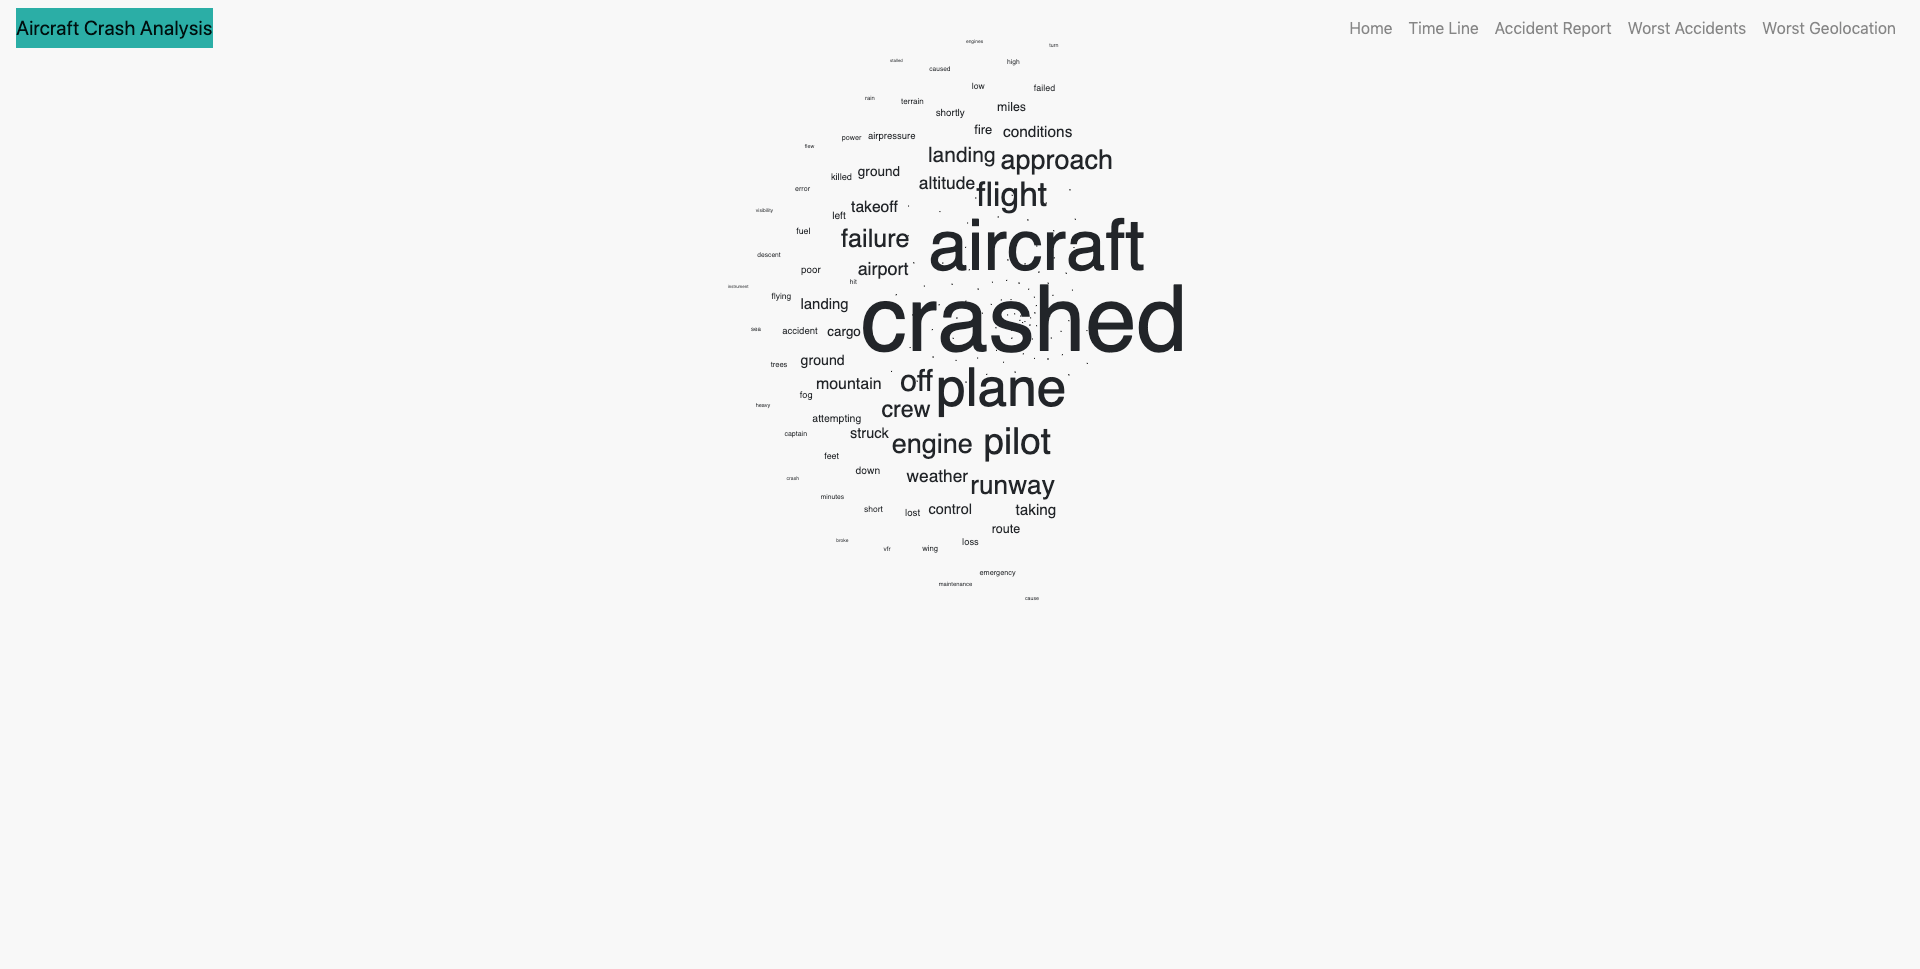 Aircraft Crash Analysis
Home Time Line Accident Report Worst Accidents Worst Geolocation
engines
turn
stalled
high
caused
low
failed
rain
terrain
miles
shortly
fire
conditions
power
airpressure
flew
landing
approach
ground
killed
altitude
error
flight
takeoff
visibility
left
fuel
failure
aircraft
descent
airport
poor
hit
instrument
flying
landing
crashed
sea
accident
cargo
ground
trees
off
mountain
plane
fog
heavy
crew
attempting
captain
struck
pilot
engine
feet
down
weather
crash
runway
minutes
short
control
taking
lost
route
broke
loss
vfr
wing
emergency
maintenance
cause